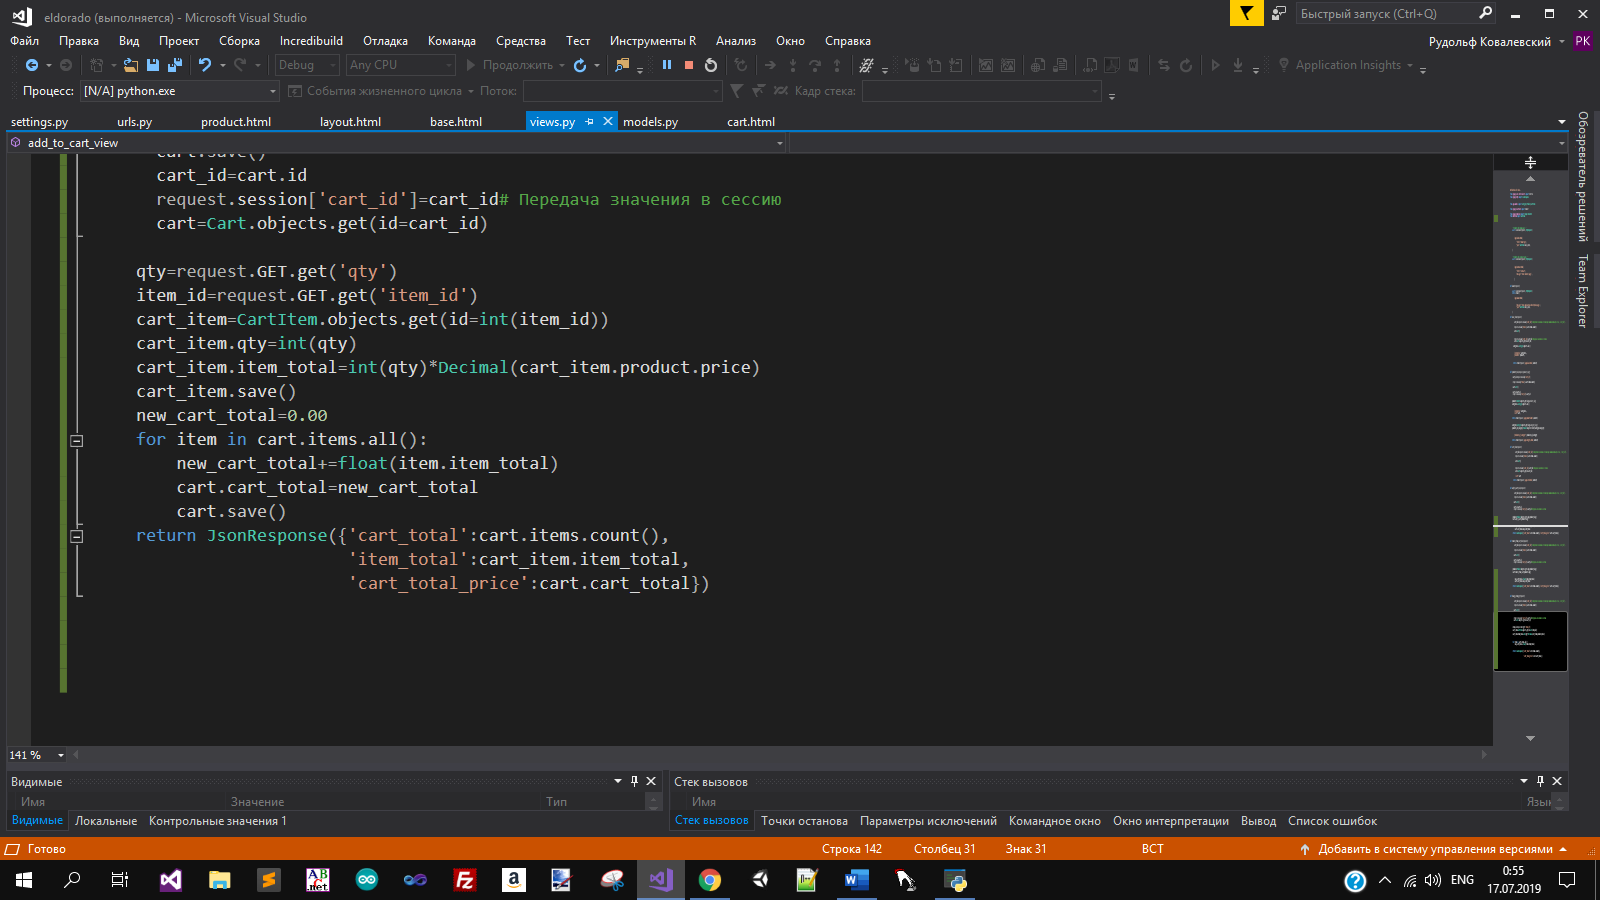 eldorado (выполняется) - Microsoft Visual Studio
Быстрый запуск (Ctrl+Q)
Файл Правка Вид Проект Сборка Incredibuild Отладка Команда Средства Тест Инструменты R Анализ Окно Справка
Рудольф Ковалевский РК
Debug Any CPU Продолжить Application Insights
Процесс: [N/A] python.exe События жизненного цикла Поток: Кадр стека:
settings.py urls.py product.html layout.html base.html views.py models.py cart.html
add_to_cart_view
cart.save()
cart_id=cart.id
request.session['cart_id']=cart_id# Передача значения в сессию
cart=Cart.objects.get(id=cart_id)
qty=request.GET.get('qty')
item_id=request.GET.get('item_id')
cart_item=CartItem.objects.get(id=int(item_id))
cart_item.qty=int(qty)
cart_item.item_total=int(qty)*Decimal(cart_item.product.price)
cart_item.save()
new_cart_total=0.00
for item in cart.items.all():
new_cart_total+=float(item.item_total)
cart.cart_total=new_cart_total
cart.save()
return JsonResponse({'cart_total':cart.items.count(),
'item_total':cart_item.item_total,
'cart_total_price':cart.cart_total})
Обозреватель решений
Team Explorer
141 %
Видимые
Имя Значение Тип
Видимые Локальные Контрольные значения 1
Стек вызовов
Имя Язык
Стек вызовов Точки останова Параметры исключений Командное окно Окно интерпретации Вывод Список ошибок
Готово Строка 142 Столбец 31 Знак 31 ВСТ Добавить в систему управления версиями
ENG 0:55
17.07.2019